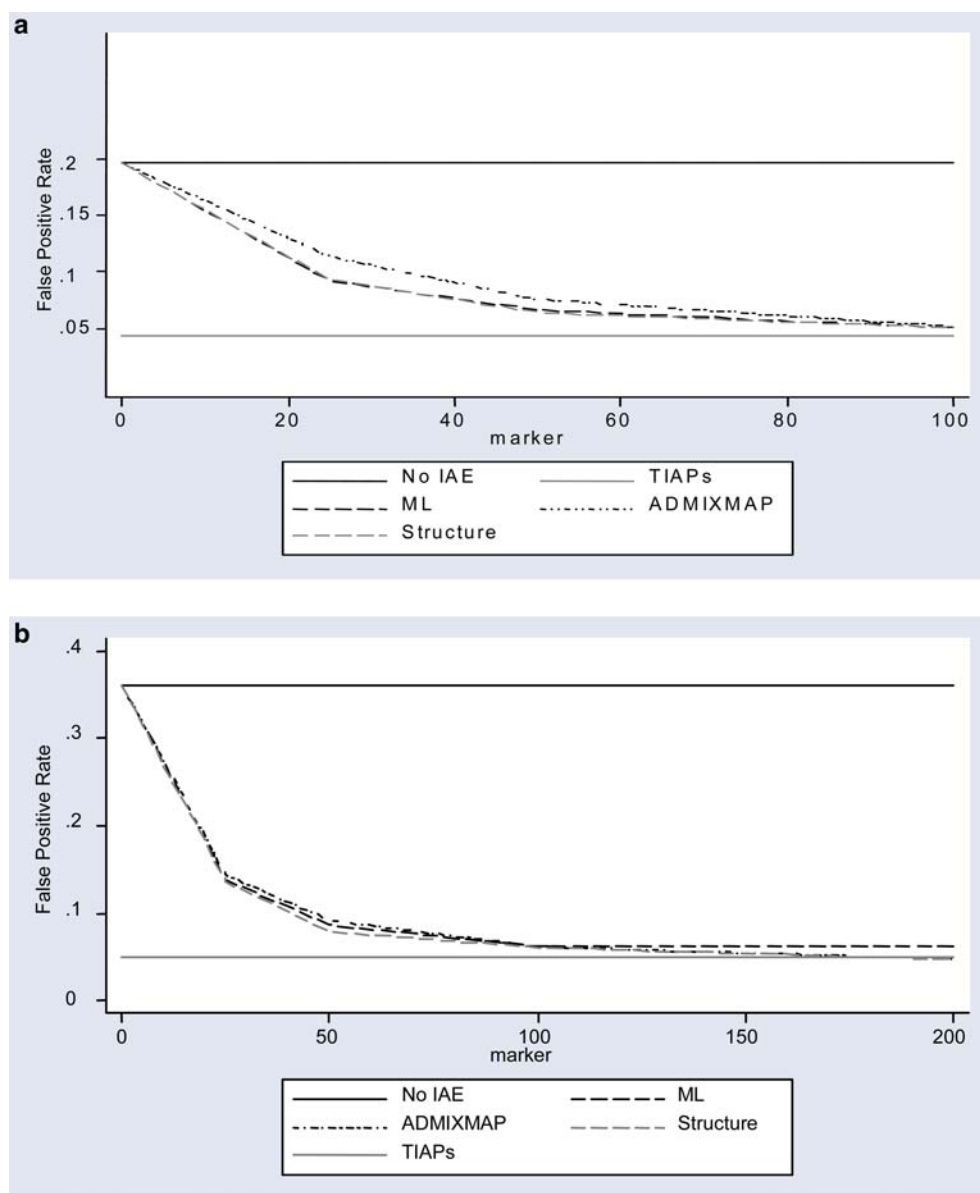 a
False Positive Rate
.2
.15
.1
.05
0 20 40 60 80 100
marker
No IAE TIAPs
ML ADMIXMAP
Structure
b
False Positive Rate
.4
.3
.2
.1
0
0 50 100 150 200
marker
No IAE ML
ADMIXMAP Structure
TIAPs